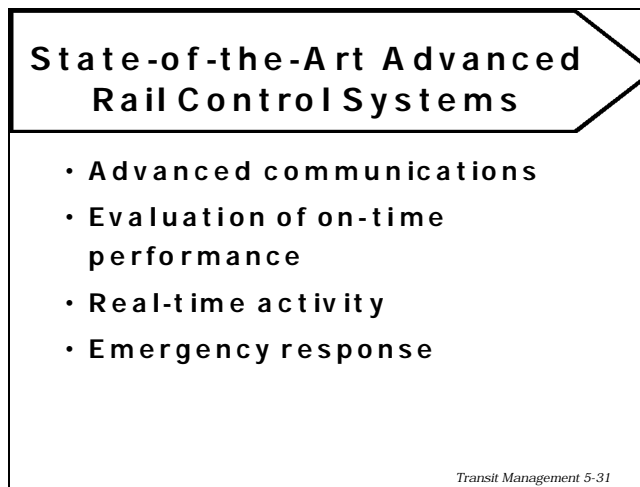 State-of-the-Art Advanced
Rail Control Systems
• Advanced communications
• Evaluation of on-time
performance
• Real-time activity
• Emergency response
Transit Management 5-31